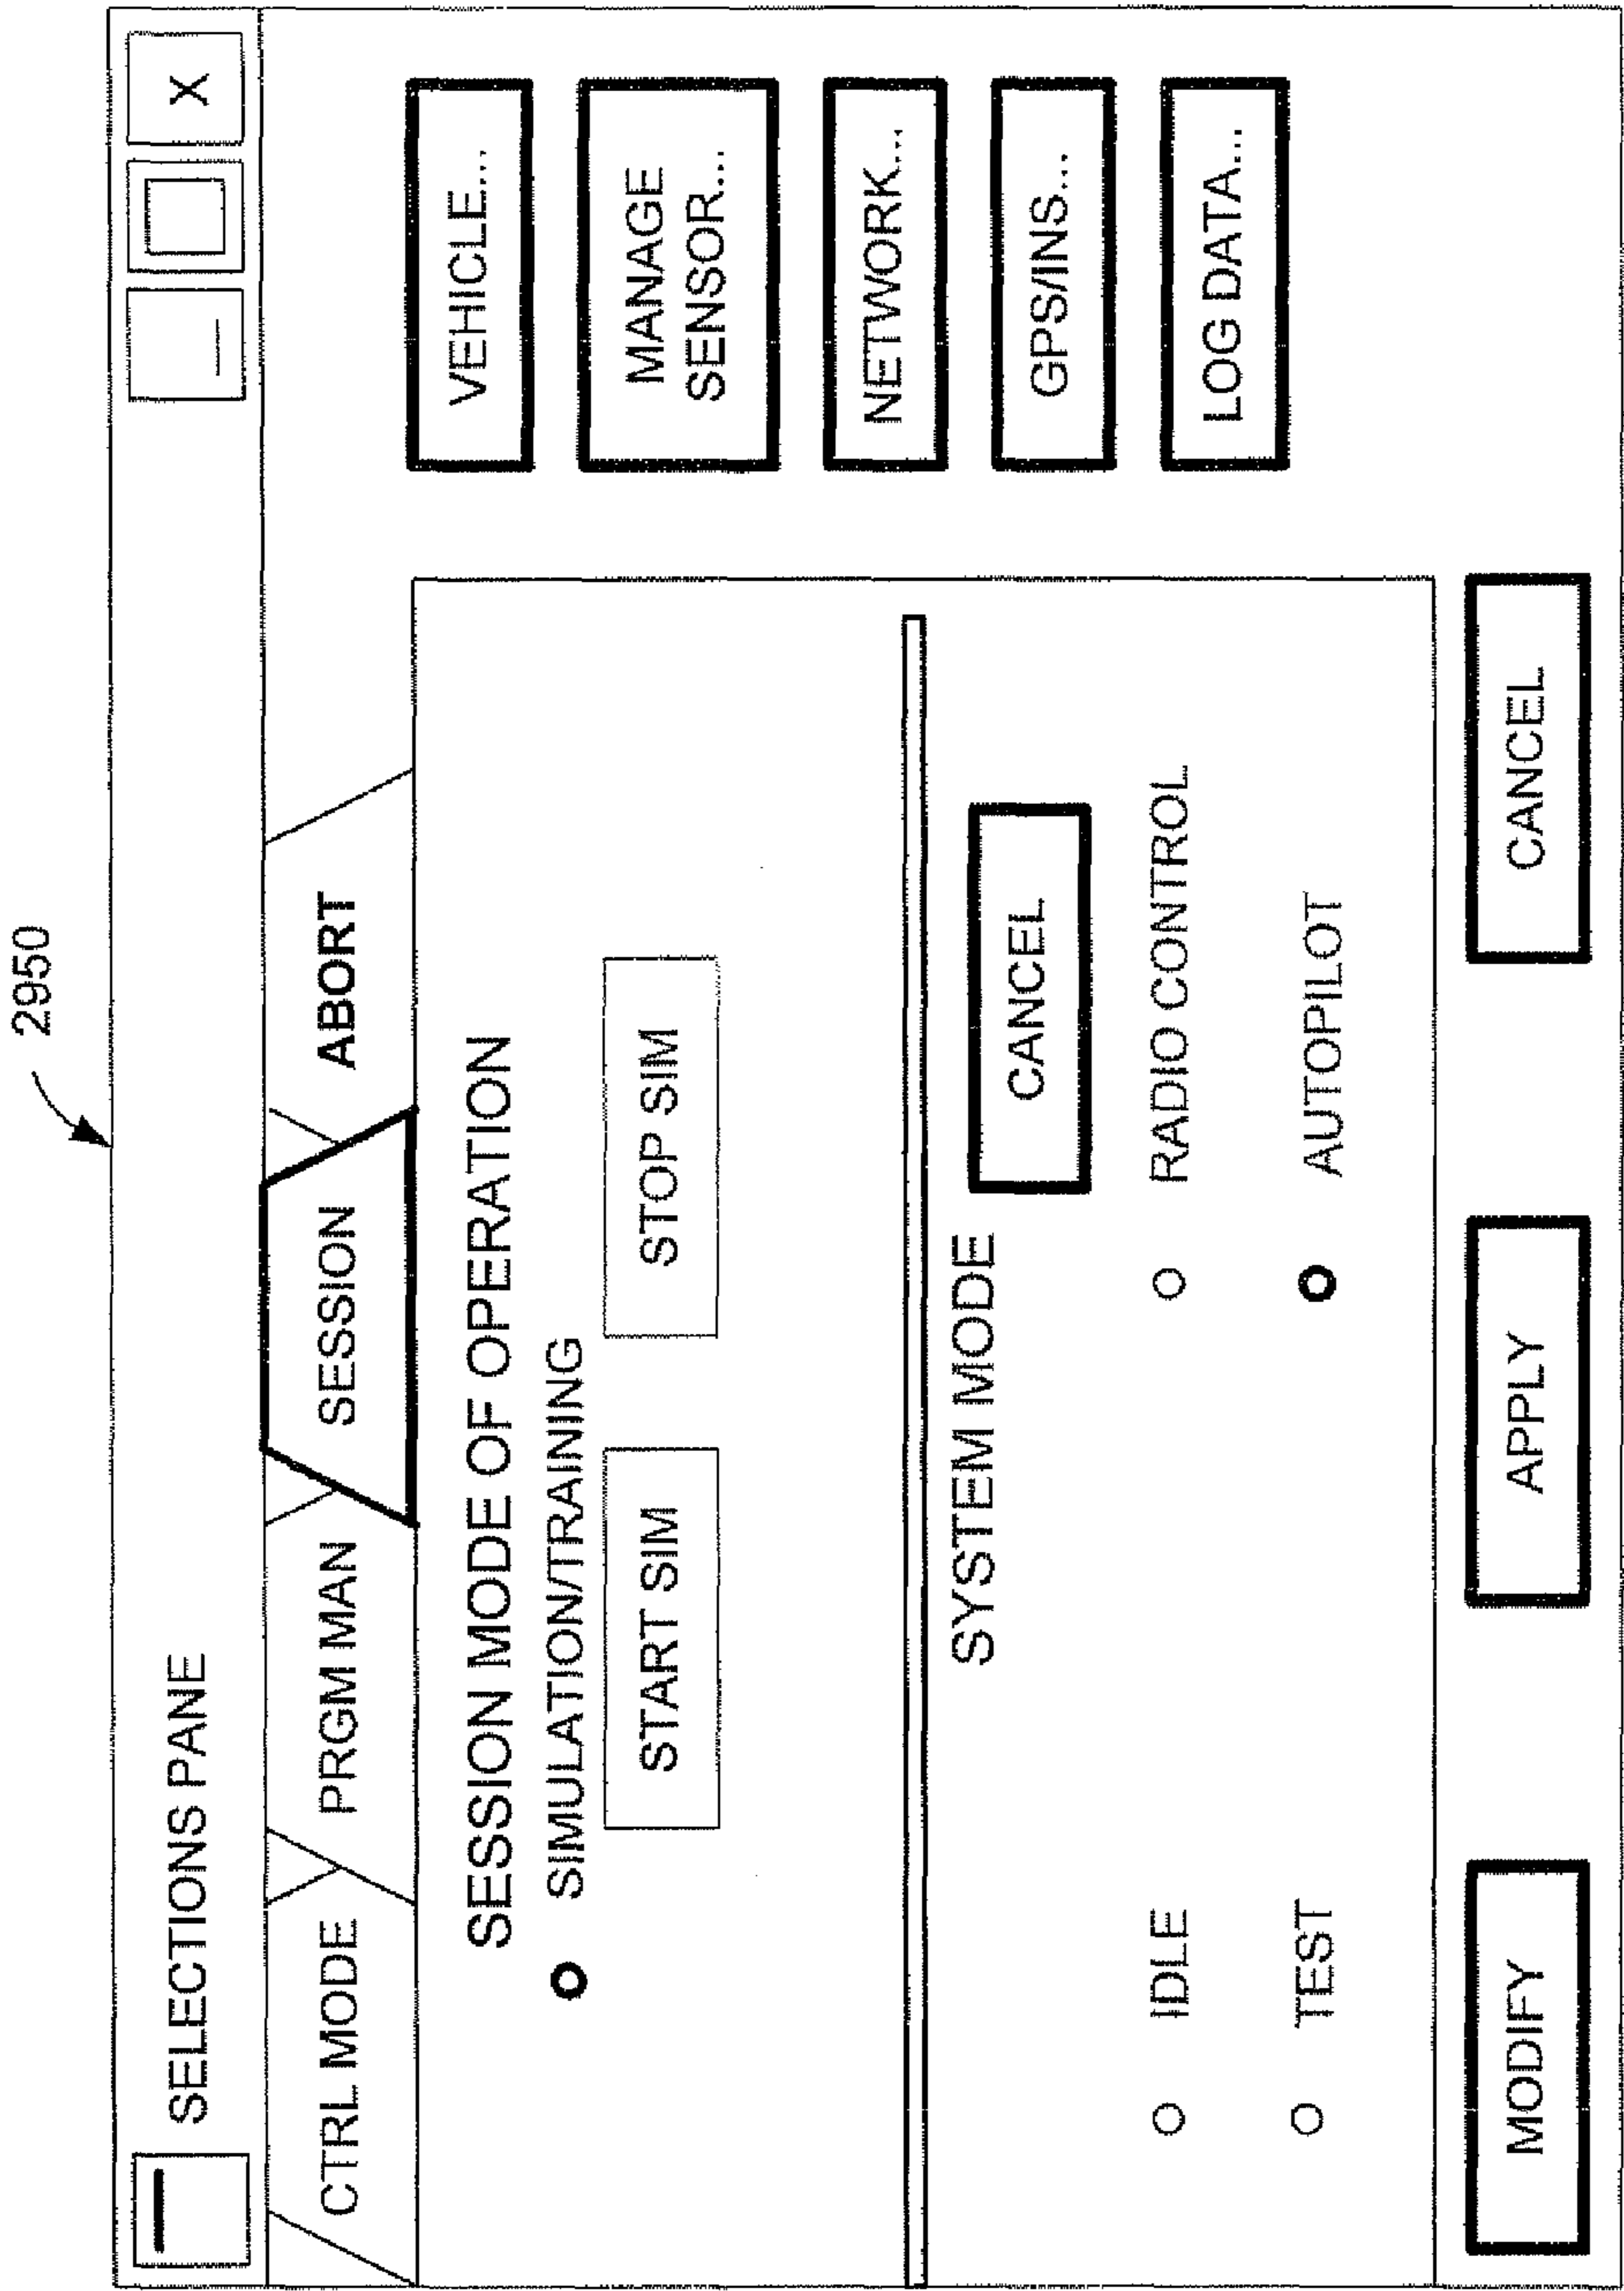 2950
SELECTIONS PANE
X
CTRL MODE
PRGM MAN
SESSION
ABORT
SESSION MODE OF OPERATION
SIMULATION/TRAINING
START SIM
STOP SIM
SYSTEM MODE
CANCEL
IDLE
RADIO CONTROL
TEST
AUTOPILOT
VEHICLE...
MANAGE
SENSOR...
NETWORK...
GPS/INS...
LOG DATA...
MODIFY
APPLY
CANCEL